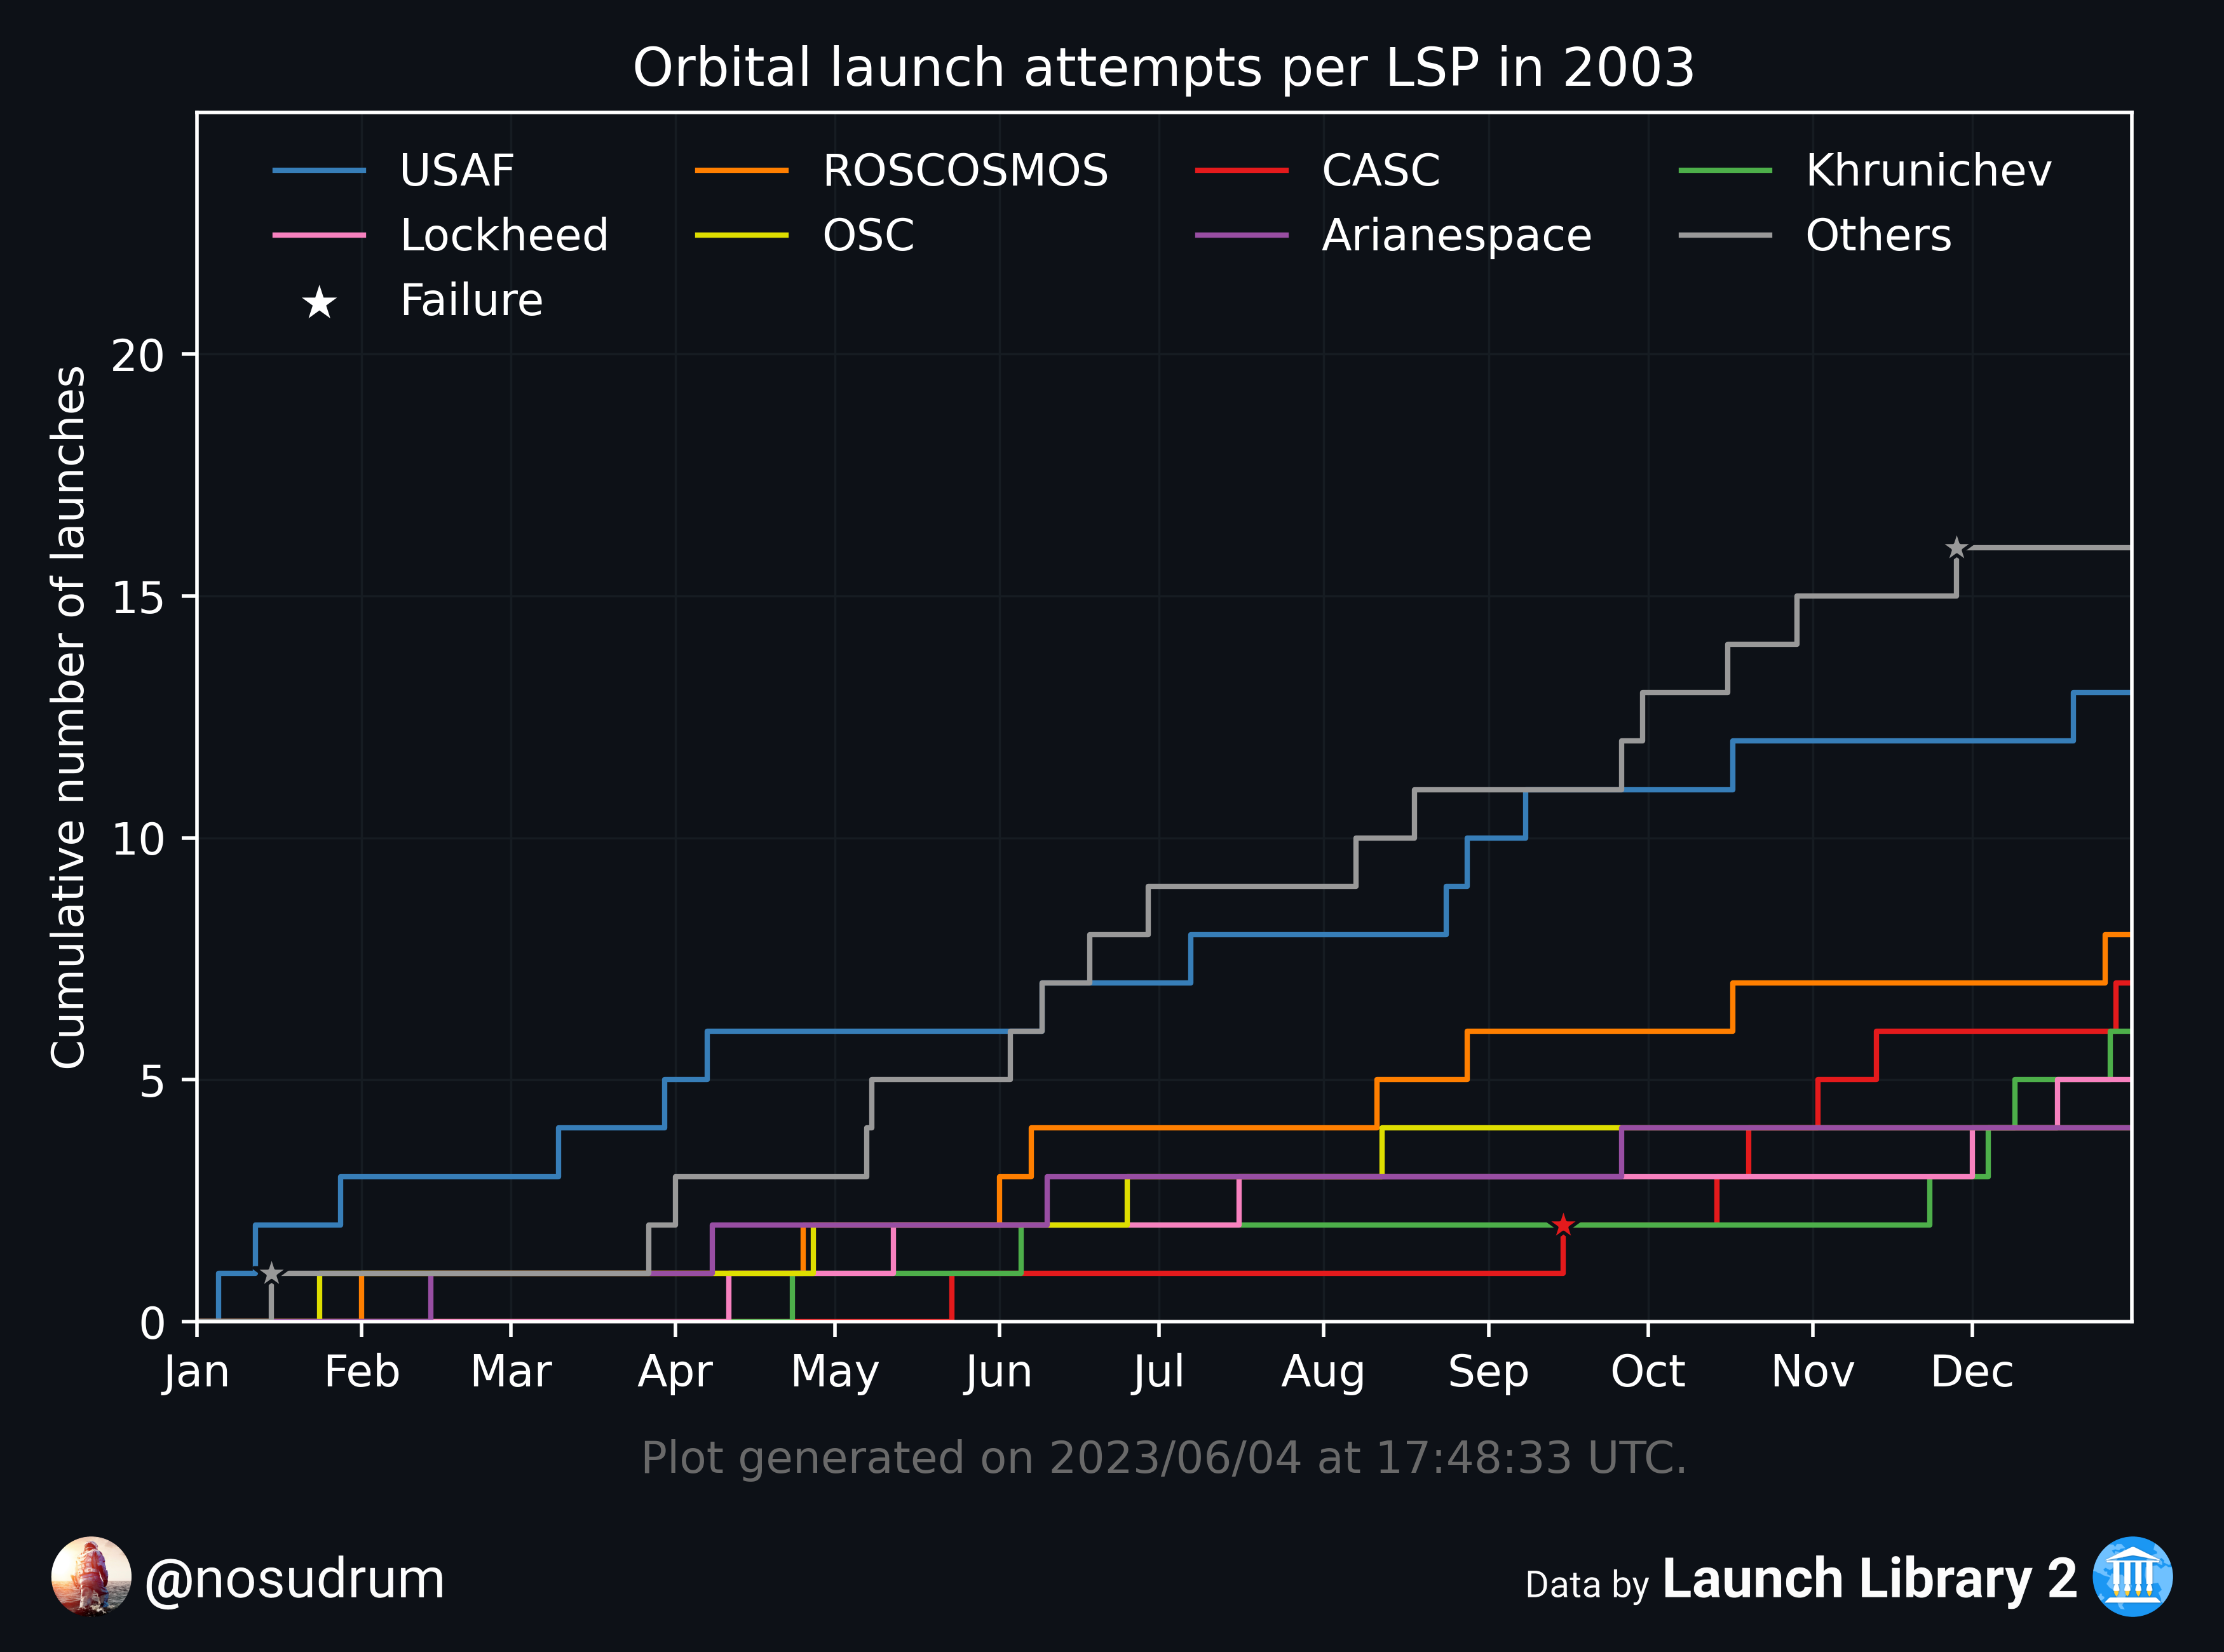 Orbital launch attempts per LSP in 2003
USAF ROSCOSMOS CASC Khrunichev
Lockheed OSC Arianespace Others
Failure
Cumulative number of launches
20
15
10
5
0
Jan Feb Mar Apr May Jun Jul Aug Sep Oct Nov Dec
Plot generated on 2023/06/04 at 17:48:33 UTC.
@nosudrum
Data by Launch Library 2